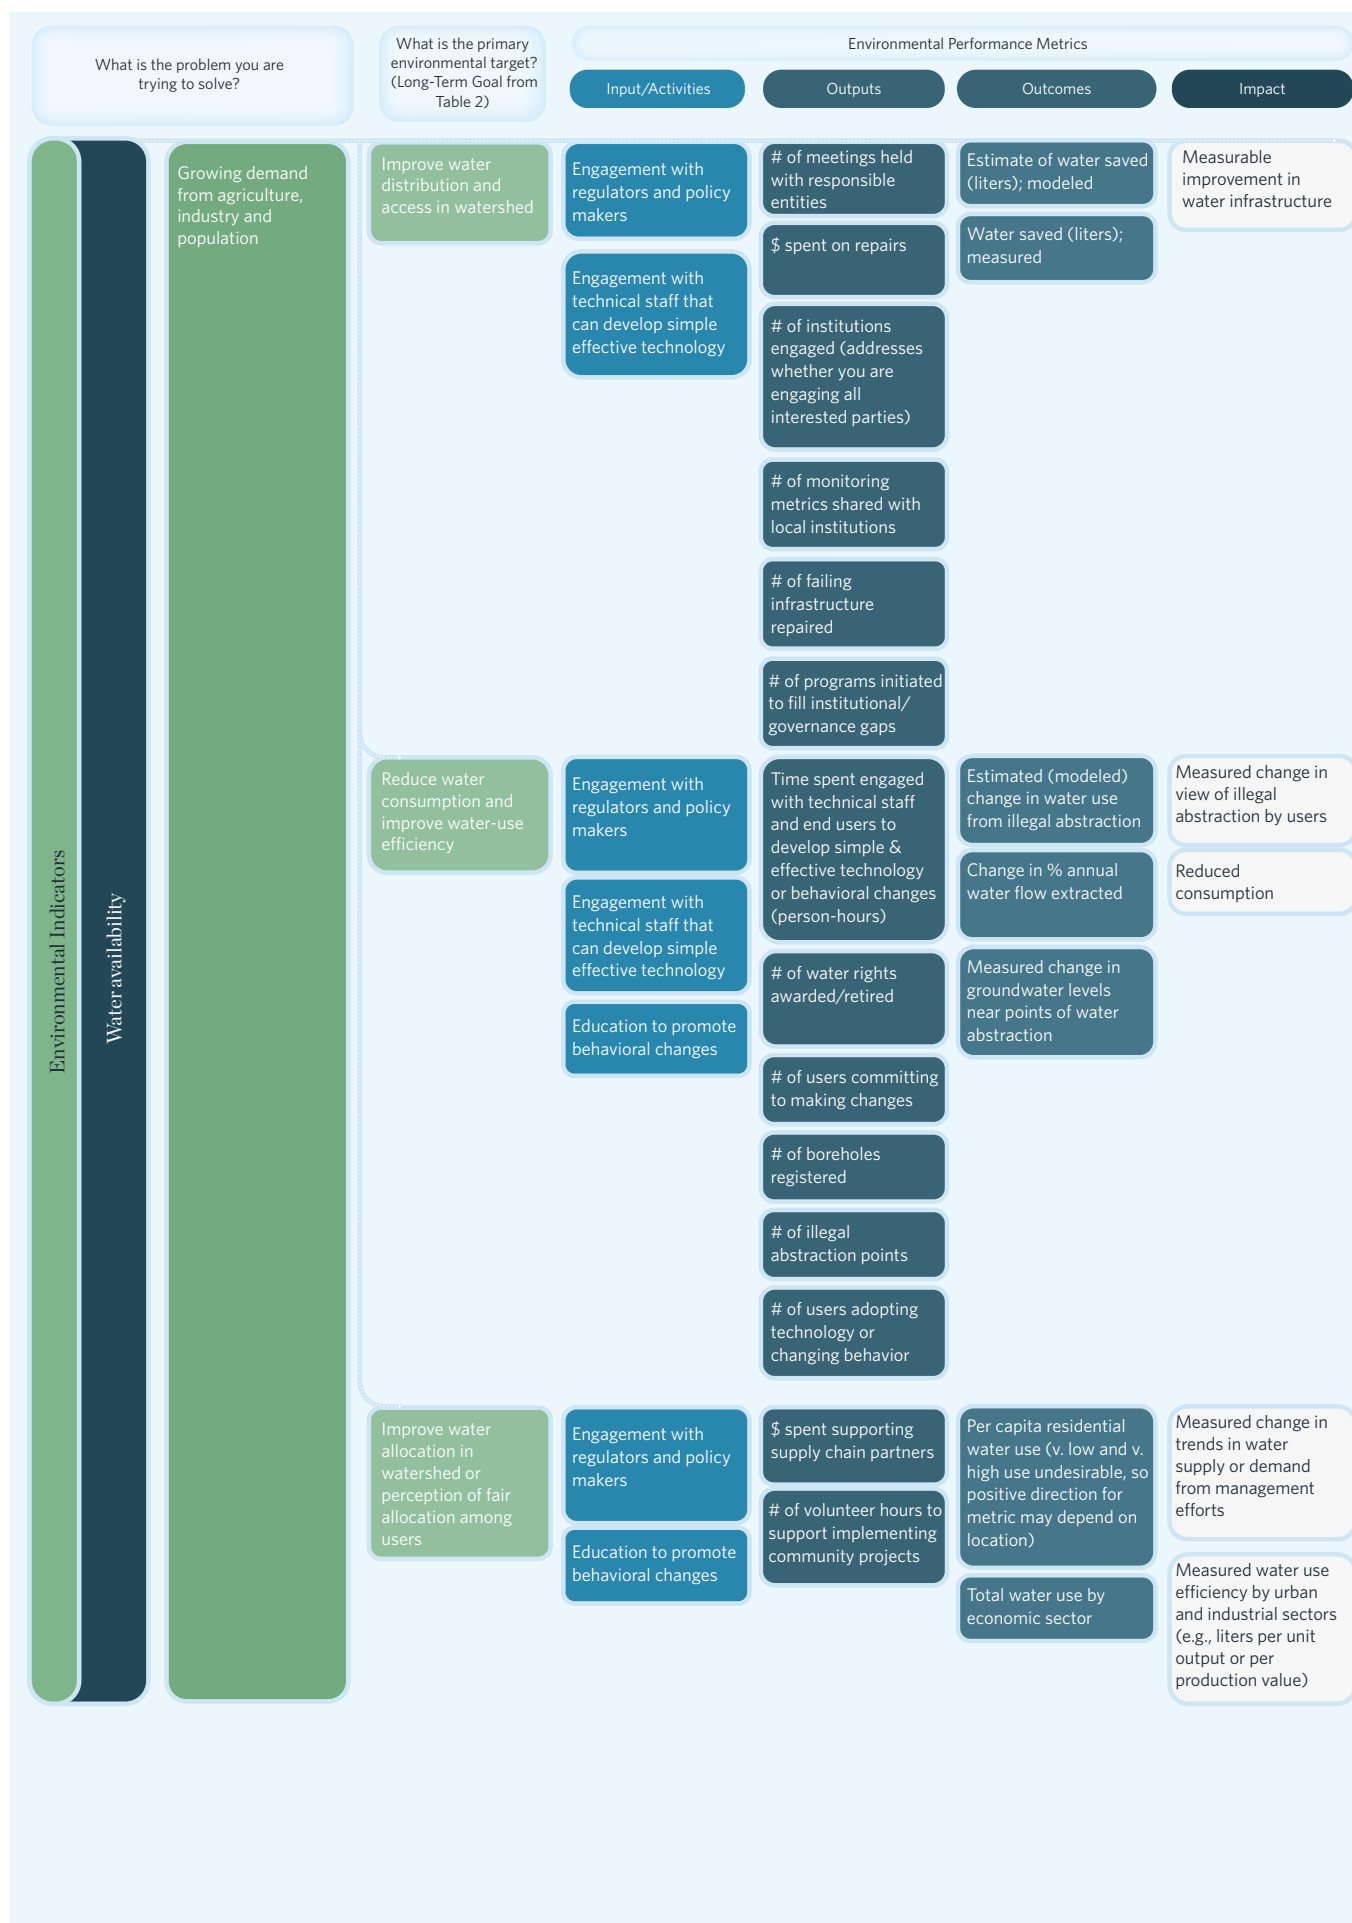 What is the problem you are
trying to solve?
What is the primary
environmental target?
(Long-Term Goal from
Table 2)
Environmental Performance Metrics
Input/Activities
Outputs
Outcomes
Impact
Environmental Indicators
Water availability
Growing demand
from agriculture,
industry and
population
Improve water
distribution and
access in watershed
Engagement with
regulators and policy
makers
Engagement with
technical staff that
can develop simple
effective technology
# of meetings held
with responsible
entities
$ spent on repairs
# of institutions
engaged (addresses
whether you are
engaging all
interested parties)
# of monitoring
metrics shared with
local institutions
# of failing
infrastructure
repaired
# of programs initiated
to fill institutional/
governance gaps
Estimate of water saved
(liters); modeled
Water saved (liters);
measured
Measurable
improvement in
water infrastructure
Reduce water
consumption and
improve water-use
efficiency
Engagement with
regulators and policy
makers
Engagement with
technical staff that
can develop simple
effective technology
Education to promote
behavioral changes
Time spent engaged
with technical staff
and end users to
develop simple &
effective technology
or behavioral changes
(person-hours)
# of water rights
awarded/retired
# of users committing
to making changes
# of boreholes
registered
# of illegal
abstraction points
# of users adopting
technology or
changing behavior
Estimated (modeled)
change in water use
from illegal abstraction
Change in % annual
water flow extracted
Measured change in
groundwater levels
near points of water
abstraction
Measured change in
view of illegal
abstraction by users
Reduced
consumption
Improve water
allocation in
watershed or
perception of fair
allocation among
users
Engagement with
regulators and policy
makers
Education to promote
behavioral changes
$ spent supporting
supply chain partners
# of volunteer hours to
support implementing
community projects
Per capita residential
water use (v. low and v.
high use undesirable, so
positive direction for
metric may depend on
location)
Total water use by
economic sector
Measured change in
trends in water
supply or demand
from management
efforts
Measured water use
efficiency by urban
and industrial sectors
(e.g., liters per unit
output or per
production value)